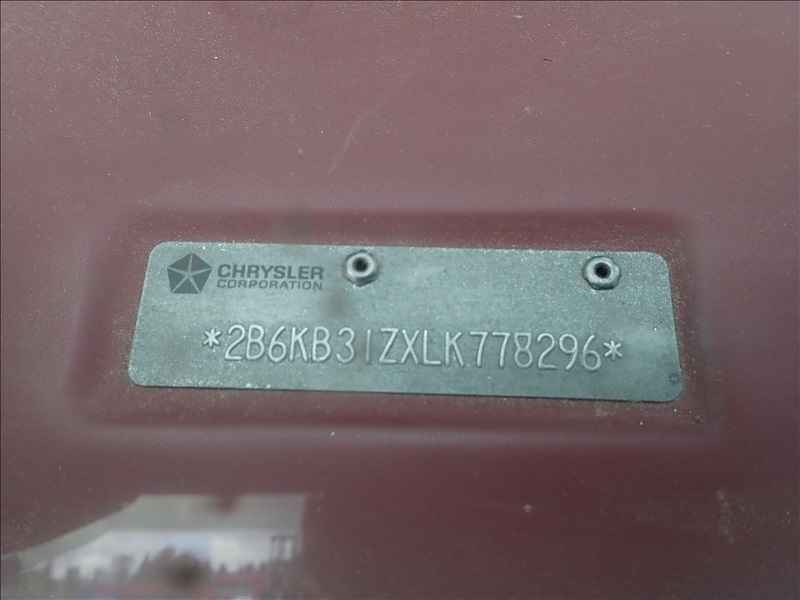 CHRYSLER
CORPORATION
*2B6KB31ZXLK778296*